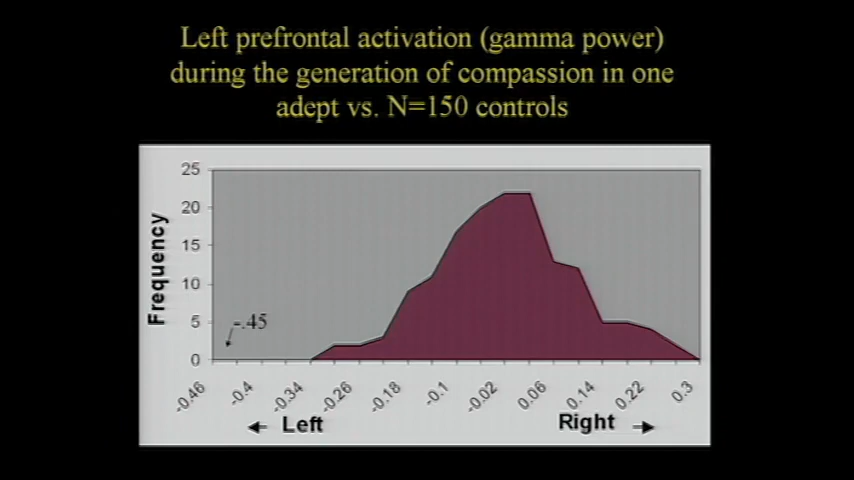 Left prefrontal activation (gamma power)
during the generation of compassion in one
adept vs. N=150 controls
Frequency
25
20
15
10
5
0
-.45
-0.46 -0.4 -0.34 -0.26 -0.18 -0.1 -0.02 0.06 0.14 0.22 0.3
Left Right